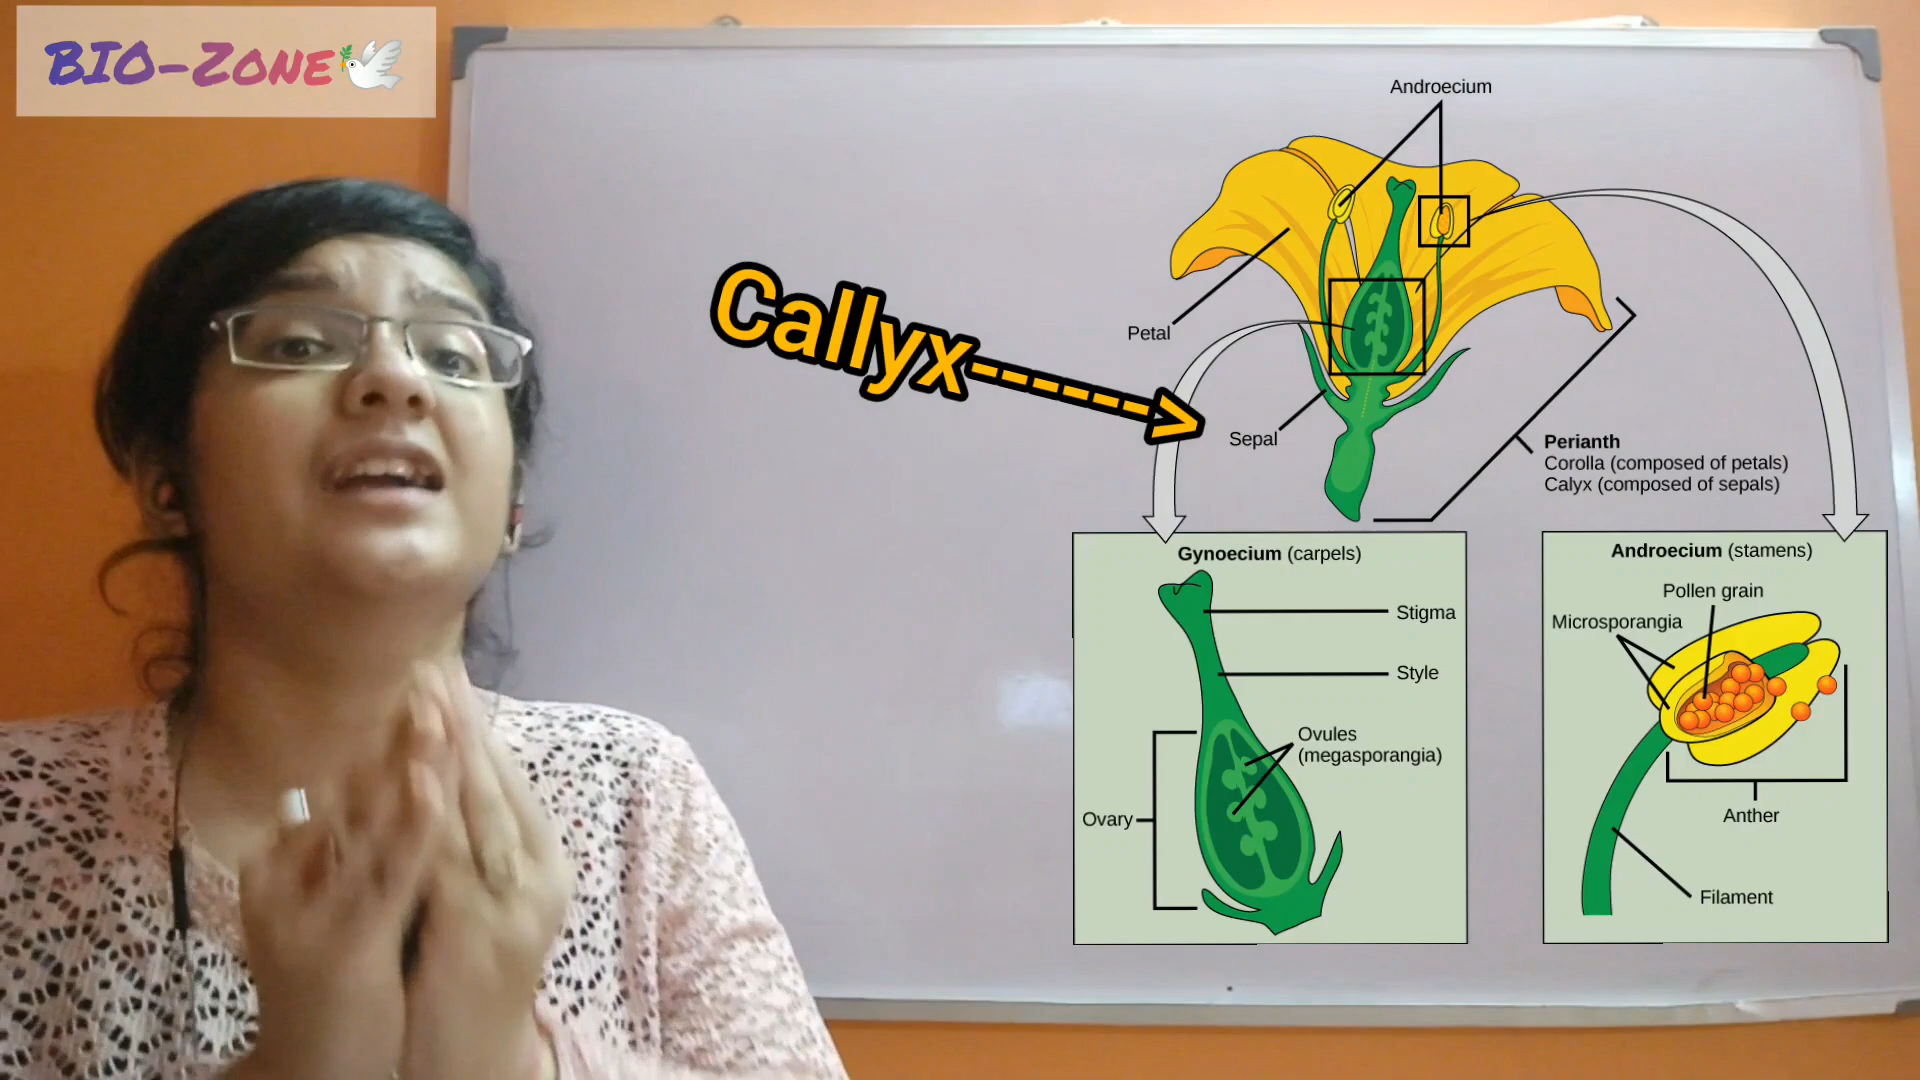 BIO-ZONE
Androecium
Callyx----->
Petal
Sepal
Perianth
Corolla (composed of petals)
Calyx (composed of sepals)
Gynoecium (carpels)
Stigma
Style
Ovules
(megasporangia)
Ovary
Androecium (stamens)
Pollen grain
Microsporangia
Anther
Filament